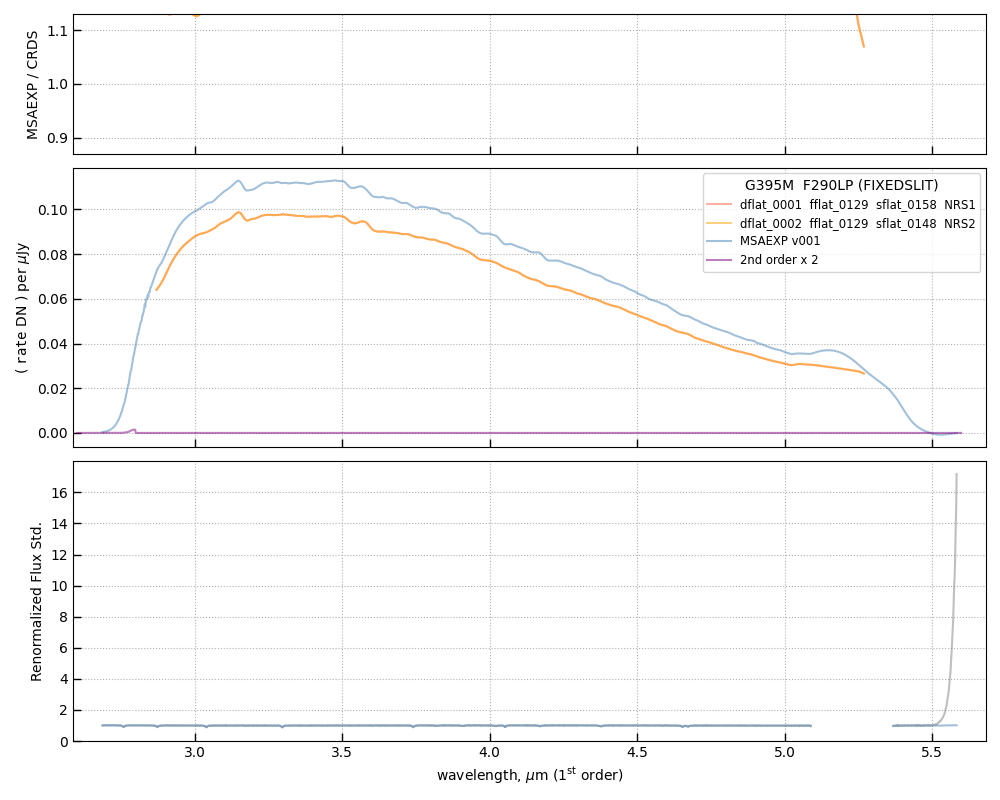 MSAEXP / CRDS
1.1
1.0
0.9
( rate DN ) per μJy
0.10
0.08
0.06
0.04
0.02
0.00
G395M F290LP (FIXEDSLIT)
dflat_0001 fflat_0129 sflat_0158 NRS1
dflat_0002 fflat_0129 sflat_0148 NRS2
MSAEXP v001
2nd order x 2
Renormalized Flux Std.
16
14
12
10
8
6
4
2
0
3.0 3.5 4.0 4.5 5.0 5.5
wavelength, μm (1st order)